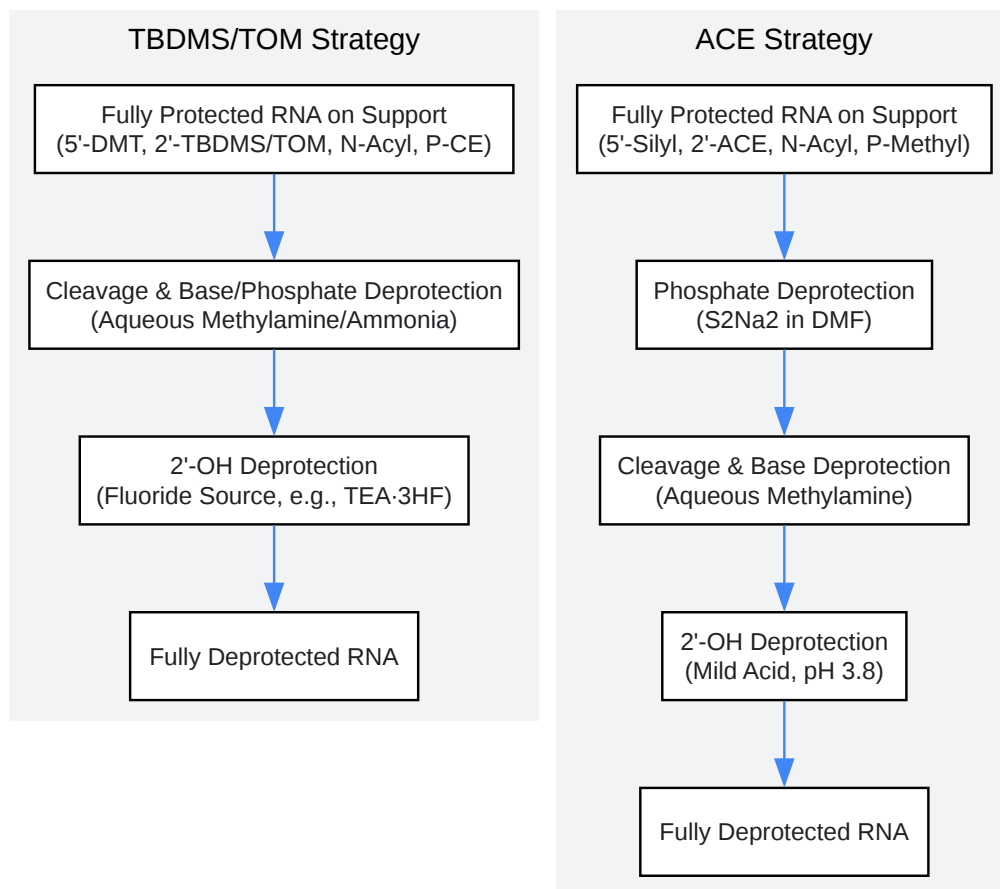 TBDMS/TOM Strategy
Fully Protected RNA on Support
(5'-DMT, 2'-TBDMS/TOM, N-Acyl, P-CE)
Cleavage & Base/Phosphate Deprotection
(Aqueous Methylamine/Ammonia)
2'-OH Deprotection
(Fluoride Source, e.g., TEA·3HF)
Fully Deprotected RNA
ACE Strategy
Fully Protected RNA on Support
(5'-Silyl, 2'-ACE, N-Acyl, P-Methyl)
Phosphate Deprotection
(S2Na2 in DMF)
Cleavage & Base Deprotection
(Aqueous Methylamine)
2'-OH Deprotection
(Mild Acid, pH 3.8)
Fully Deprotected RNA